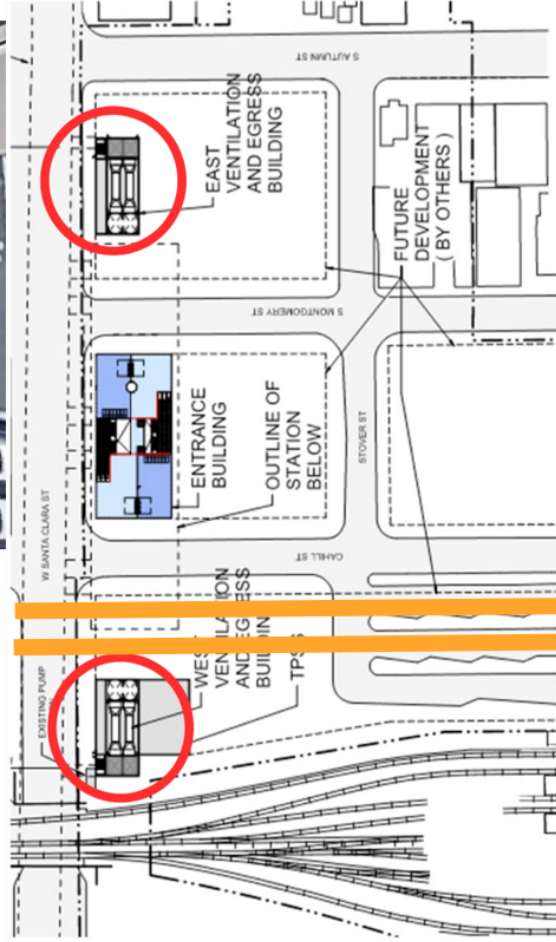 S AUTUMN ST
EAST
VENTILATION
AND EGRESS
BUILDING
FUTURE
DEVELOPMENT
( BY OTHERS )
S MONTGOMERY ST
ENTRANCE
BUILDING
OUTLINE OF
STATION
BELOW
STOVER ST
W SANTA CLARA ST
CAHILL ST
WEST
VENTILATION
AND EGRESS
BUILDING
TPSS
EXISTING PUMP